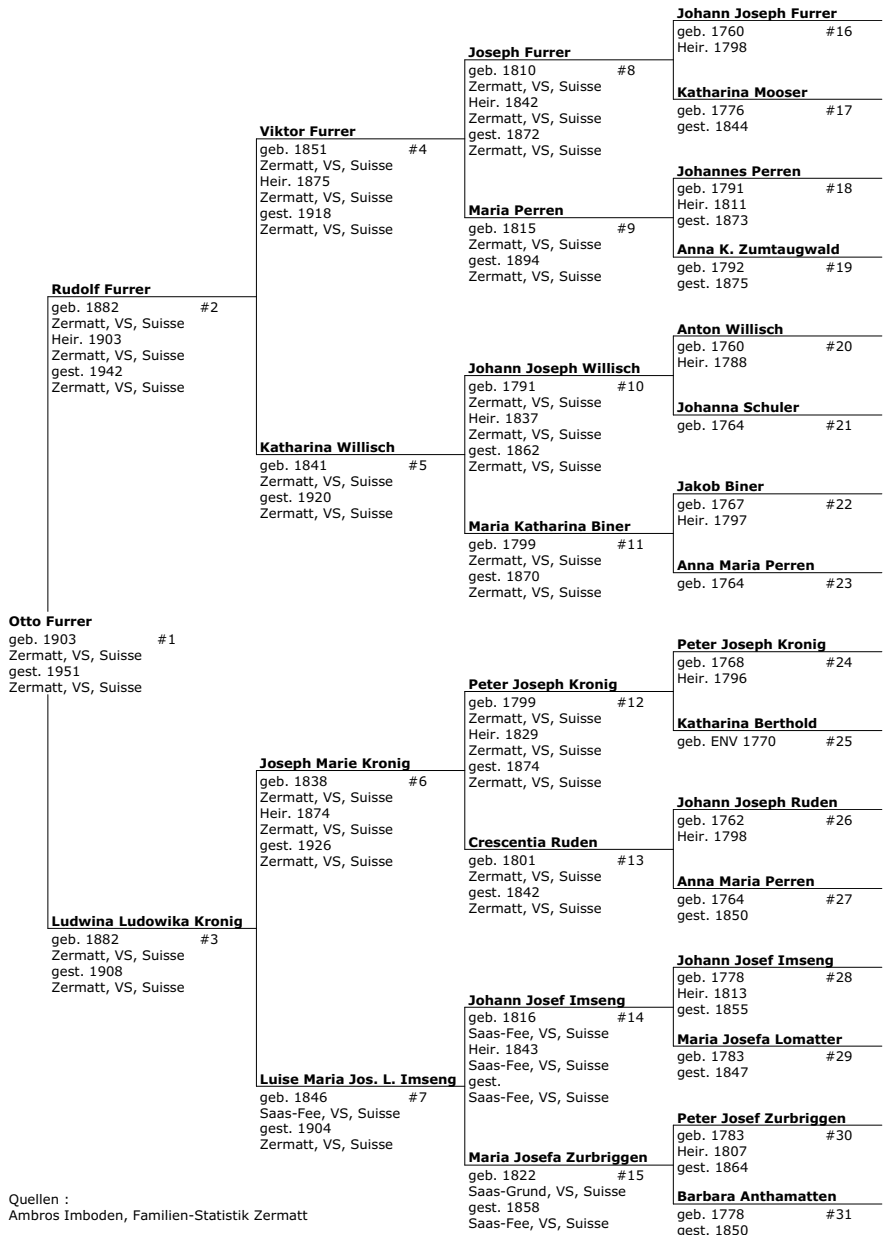 Otto Furrer
geb. 1903 #1
Zermatt, VS, Suisse
gest. 1951
Zermatt, VS, Suisse
Rudolf Furrer
geb. 1882 #2
Zermatt, VS, Suisse
Heir. 1903
Zermatt, VS, Suisse
gest. 1942
Zermatt, VS, Suisse
Ludwina Ludowika Kronig
geb. 1882 #3
Zermatt, VS, Suisse
gest. 1908
Zermatt, VS, Suisse
Viktor Furrer
geb. 1851 #4
Zermatt, VS, Suisse
Heir. 1875
Zermatt, VS, Suisse
gest. 1918
Zermatt, VS, Suisse
Katharina Willisch
geb. 1841 #5
Zermatt, VS, Suisse
gest. 1920
Zermatt, VS, Suisse
Joseph Marie Kronig
geb. 1838 #6
Zermatt, VS, Suisse
Heir. 1874
Zermatt, VS, Suisse
gest. 1926
Zermatt, VS, Suisse
Luise Maria Jos. L. Imseng
geb. 1846 #7
Saas-Fee, VS, Suisse
gest. 1904
Zermatt, VS, Suisse
Joseph Furrer
geb. 1810 #8
Zermatt, VS, Suisse
Heir. 1842
Zermatt, VS, Suisse
gest. 1872
Zermatt, VS, Suisse
Maria Perren
geb. 1815 #9
Zermatt, VS, Suisse
gest. 1894
Zermatt, VS, Suisse
Johann Joseph Willisch
geb. 1791 #10
Zermatt, VS, Suisse
Heir. 1837
Zermatt, VS, Suisse
gest. 1862
Zermatt, VS, Suisse
Maria Katharina Biner
geb. 1799 #11
Zermatt, VS, Suisse
gest. 1870
Zermatt, VS, Suisse
Peter Joseph Kronig
geb. 1799 #12
Zermatt, VS, Suisse
Heir. 1829
Zermatt, VS, Suisse
gest. 1874
Zermatt, VS, Suisse
Crescentia Ruden
geb. 1801 #13
Zermatt, VS, Suisse
gest. 1842
Zermatt, VS, Suisse
Johann Josef Imseng
geb. 1816 #14
Saas-Fee, VS, Suisse
Heir. 1843
Saas-Fee, VS, Suisse
gest.
Saas-Fee, VS, Suisse
Maria Josefa Zurbriggen
geb. 1822 #15
Saas-Grund, VS, Suisse
gest. 1858
Saas-Fee, VS, Suisse
Johann Joseph Furrer
geb. 1760 #16
Heir. 1798
Katharina Mooser
geb. 1776 #17
gest. 1844
Johannes Perren
geb. 1791 #18
Heir. 1811
gest. 1873
Anna K. Zumtaugwald
geb. 1792 #19
gest. 1875
Anton Willisch
geb. 1760 #20
Heir. 1788
Johanna Schuler
geb. 1764 #21
Jakob Biner
geb. 1767 #22
Heir. 1797
Anna Maria Perren
geb. 1764 #23
Peter Joseph Kronig
geb. 1768 #24
Heir. 1796
Katharina Berthold
geb. ENV 1770 #25
Johann Joseph Ruden
geb. 1762 #26
Heir. 1798
Anna Maria Perren
geb. 1764 #27
gest. 1850
Johann Josef Imseng
geb. 1778 #28
Heir. 1813
gest. 1855
Maria Josefa Lomatter
geb. 1783 #29
gest. 1847
Peter Josef Zurbriggen
geb. 1783 #30
Heir. 1807
gest. 1864
Barbara Anthamatten
geb. 1778 #31
gest. 1850
Quellen :
Ambros Imboden, Familien-Statistik Zermatt